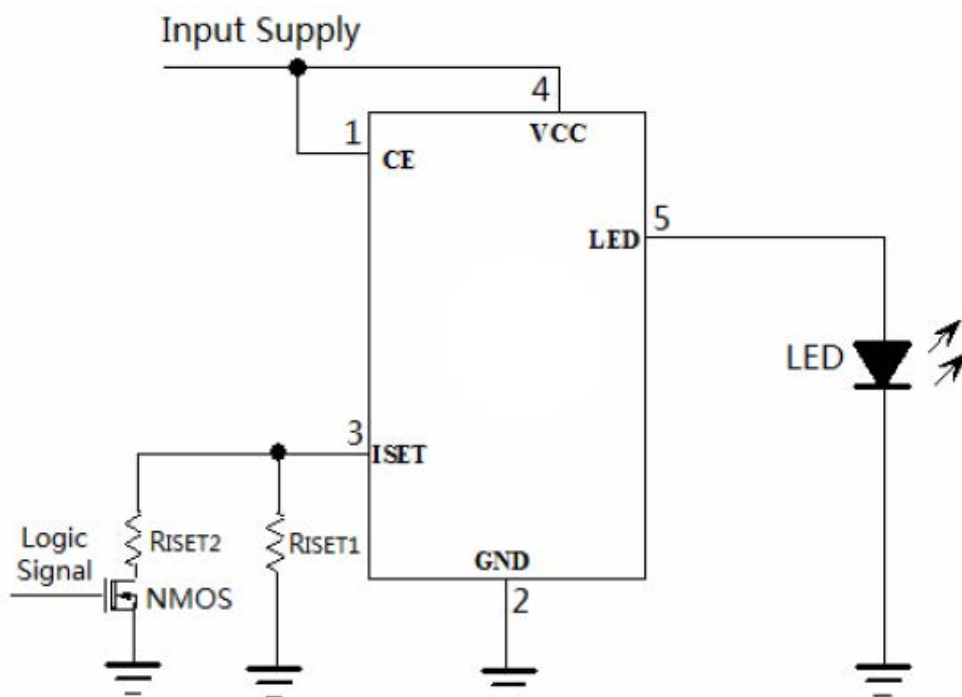 Input Supply
4
VCC
1
CE
5
LED
LED
3
ISET
Logic
Signal
RISET2
RISET1
NMOS
GND
2